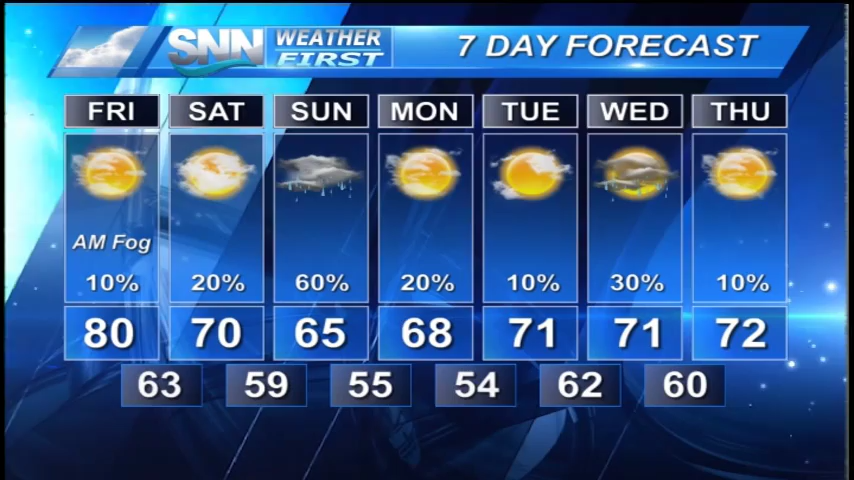 SNN WEATHER FIRST
7 DAY FORECAST
FRI SAT SUN MON TUE WED THU
AM Fog
10% 20% 60% 20% 10% 30% 10%
80 70 65 68 71 71 72
63 59 55 54 62 60